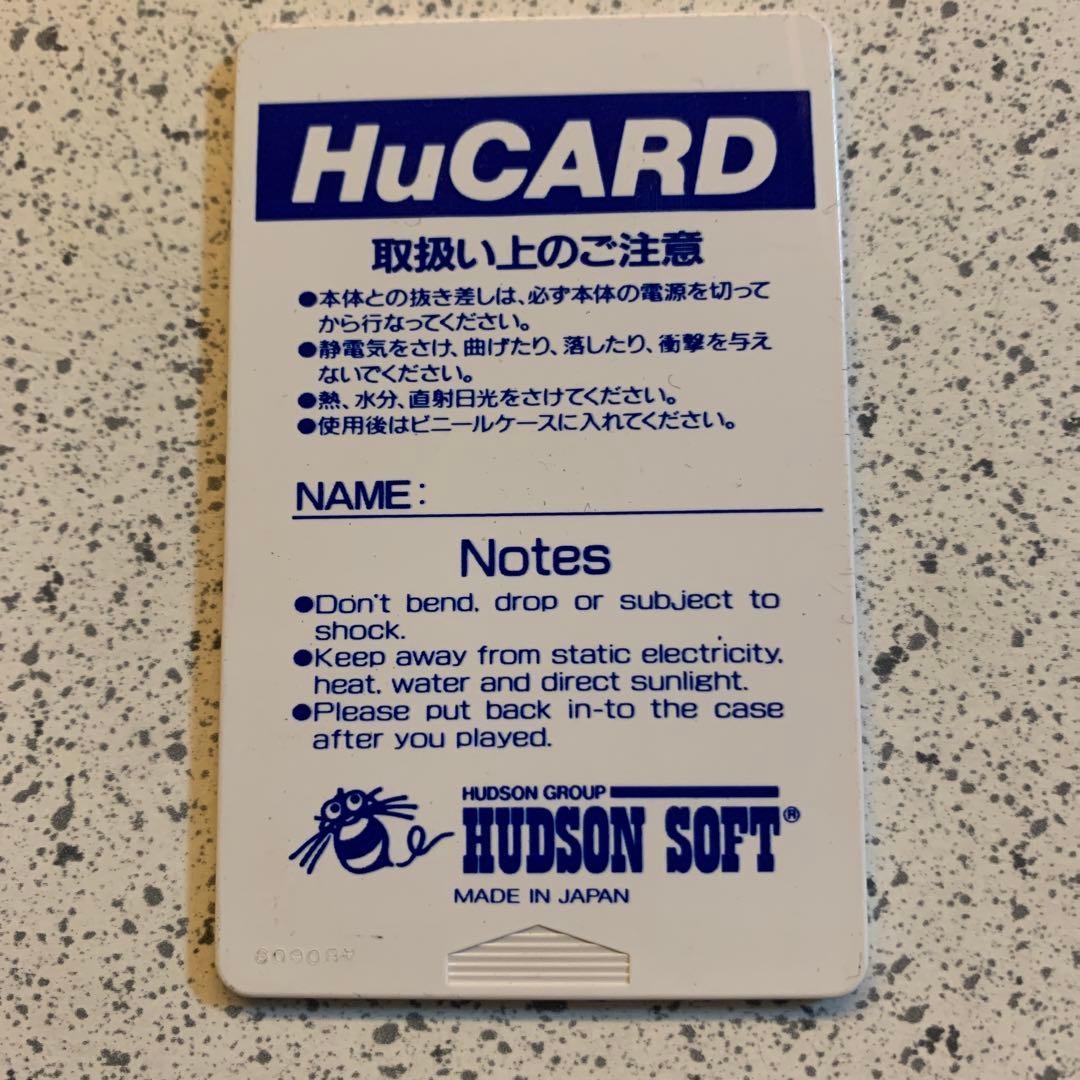 HuCARD
取扱い上のご注意
●本体との抜き差しは、必ず本体の電源を切って
から行なってください。
●静電気をさけ、曲げたり、落したり、衝撃を与え
ないでください。
●熱、水分、直射日光をさけてください。
●使用後はビニールケースに入れてください。
NAME:
Notes
●Don't bend, drop or subject to
shock.
●Keep away from static electricity,
heat, water and direct sunlight.
●Please put back in-to the case
after you played.
HUDSON GROUP
HUDSON SOFT®
MADE IN JAPAN